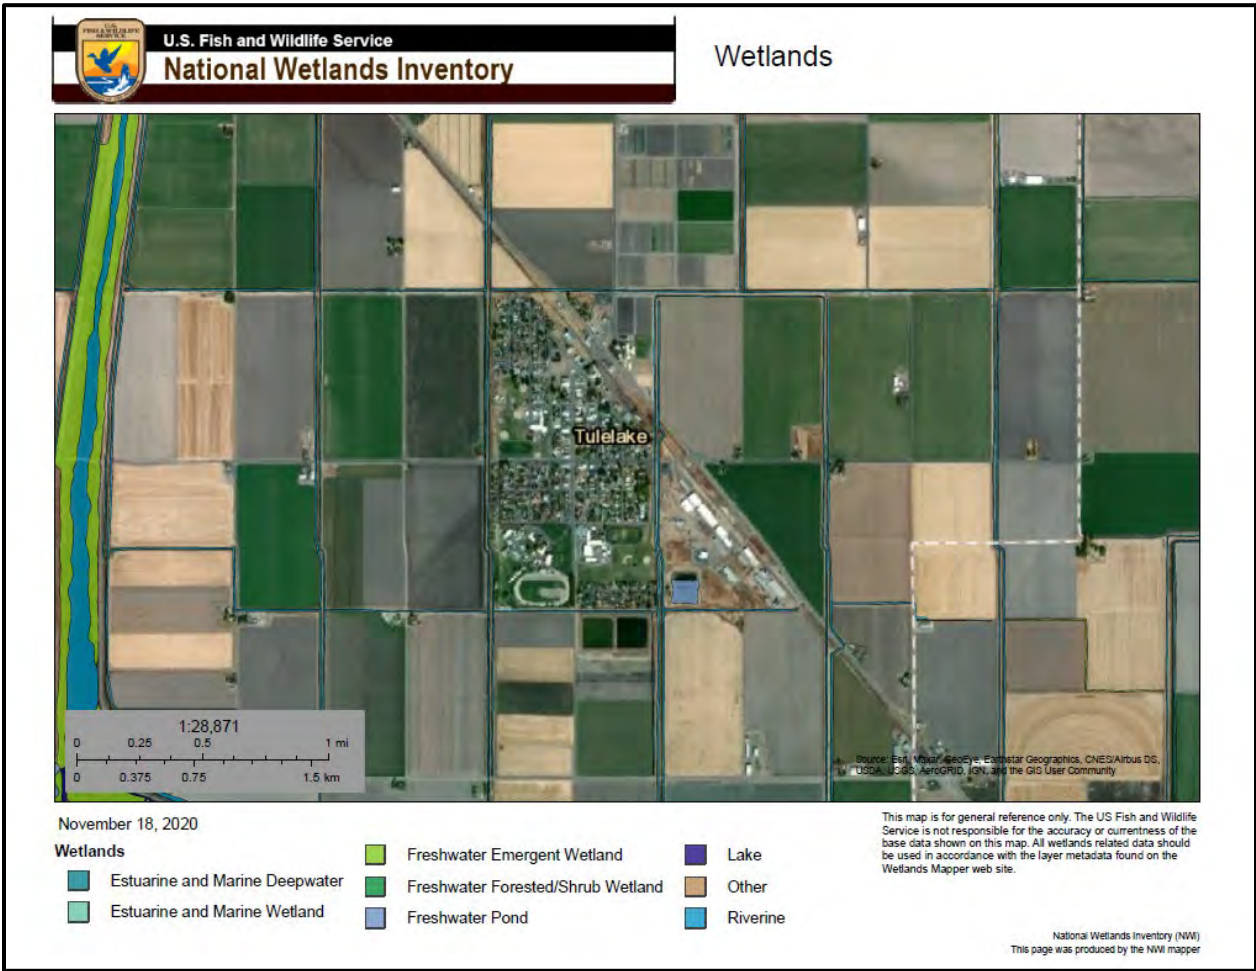 U.S.
FISH & WILDLIFE
SERVICE
U.S. Fish and Wildlife Service
National Wetlands Inventory
Wetlands
Tulelake
1:28,871
0 0.25 0.5 1 mi
0 0.375 0.75 1.5 km
Source: Esri, Maxar, GeoEye, Earthstar Geographics, CNES/Airbus DS,
USDA, USGS, AeroGRID, IGN, and the GIS User Community
November 18, 2020
Wetlands
Estuarine and Marine Deepwater
Estuarine and Marine Wetland
Freshwater Emergent Wetland
Freshwater Forested/Shrub Wetland
Freshwater Pond
Lake
Other
Riverine
This map is for general reference only. The US Fish and Wildlife
Service is not responsible for the accuracy or currentness of the
base data shown on this map. All wetlands related data should
be used in accordance with the layer metadata found on the
Wetlands Mapper web site.
National Wetlands Inventory (NWI)
This page was produced by the NWI mapper